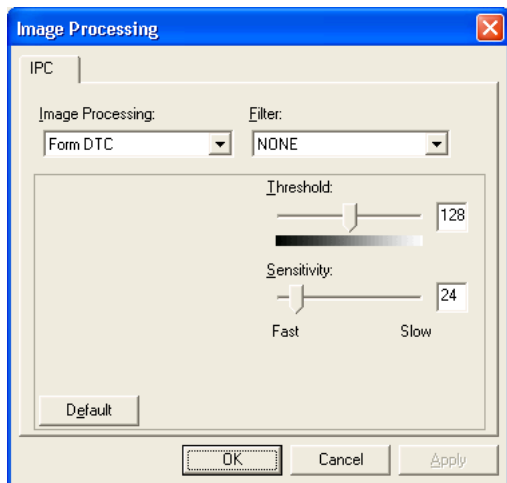 Image Processing
IPC
Image Processing: Filter:
Form DTC NONE
Threshold:
128
Sensitivity:
24
Fast Slow
Default
OK Cancel Apply